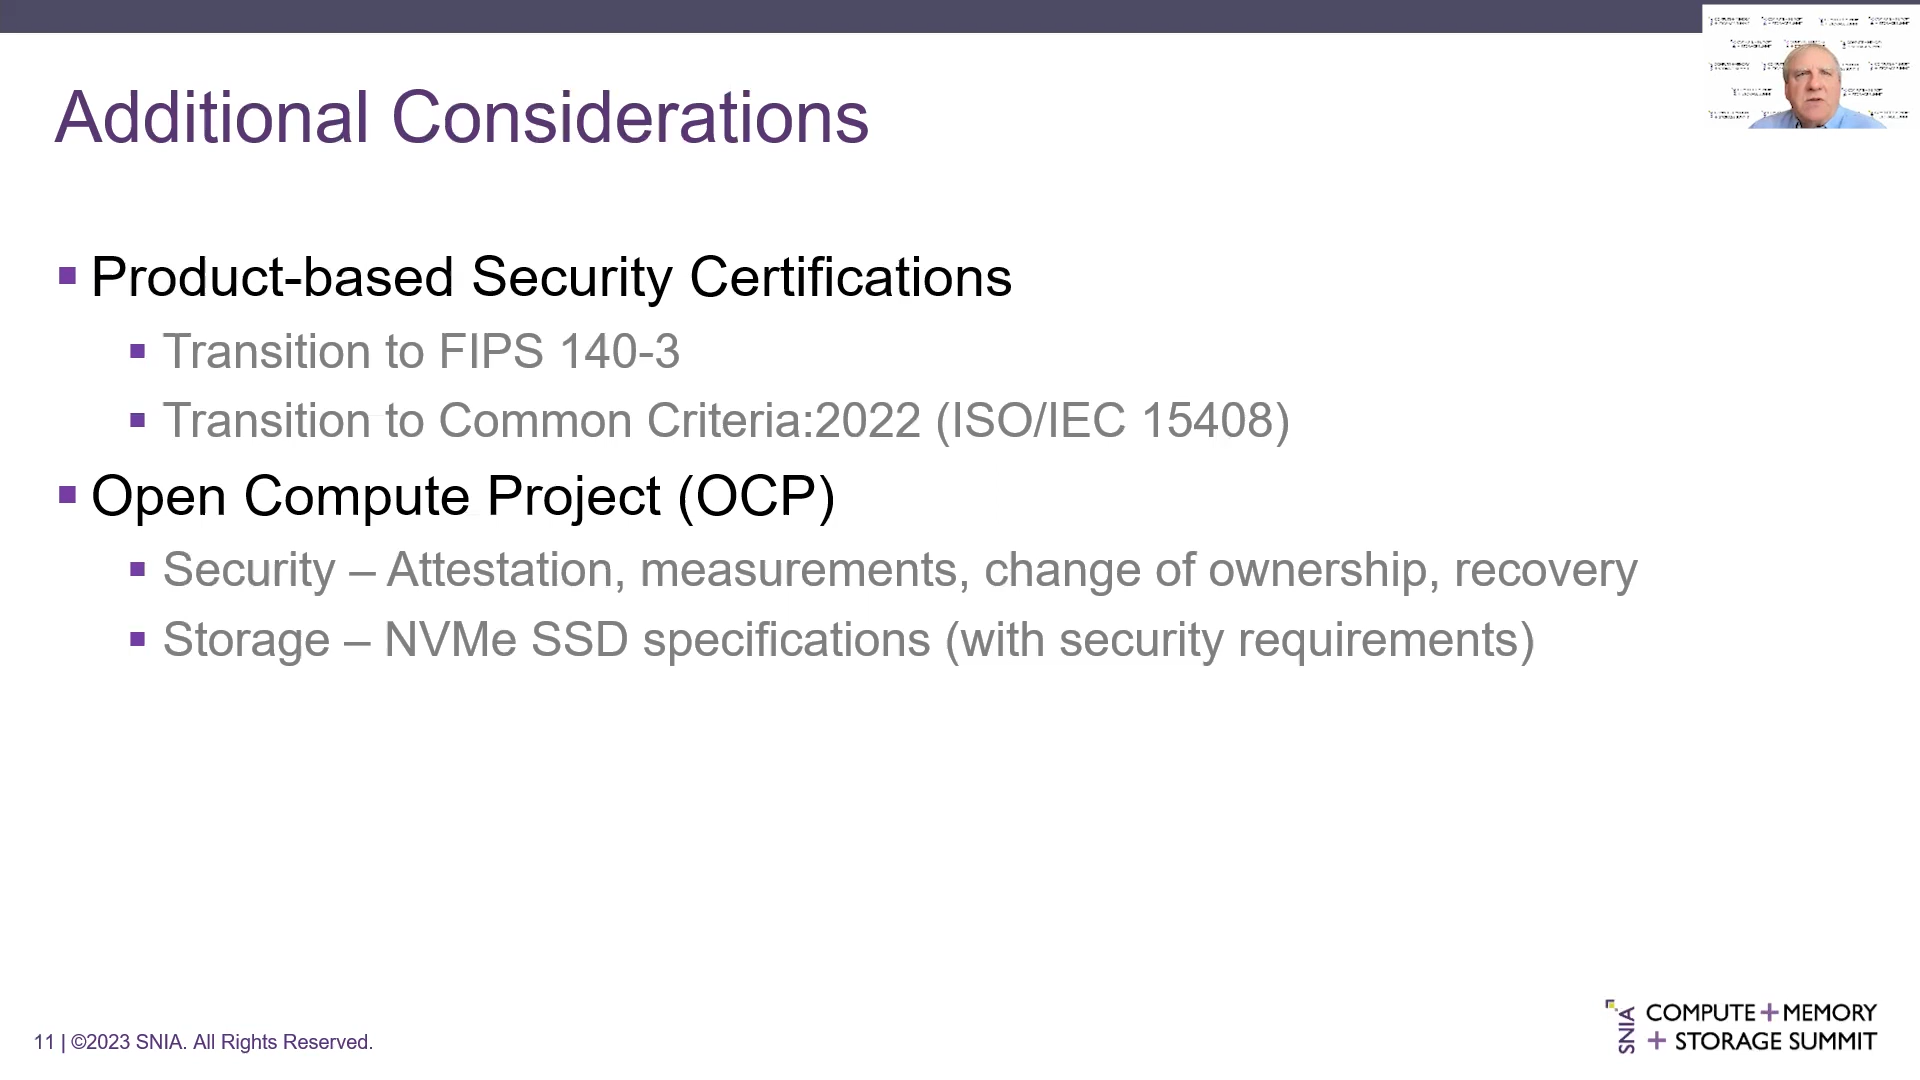 Additional Considerations
Product-based Security Certifications
Transition to FIPS 140-3
Transition to Common Criteria:2022 (ISO/IEC 15408)
Open Compute Project (OCP)
Security – Attestation, measurements, change of ownership, recovery
Storage – NVMe SSD specifications (with security requirements)
11 | ©2023 SNIA. All Rights Reserved.
SNIA
COMPUTE+MEMORY
+ STORAGE SUMMIT